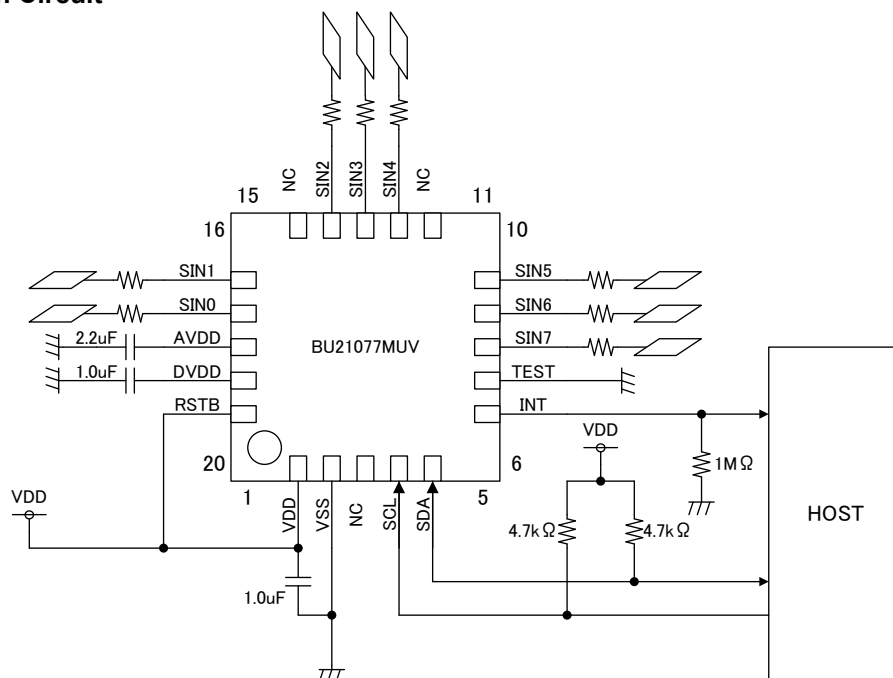 n Circuit
NC
SIN2
SIN3
SIN4
NC
15
11
16
10
SIN1
SIN5
SIN0
SIN6
2.2uF
AVDD
BU21077MUV
SIN7
1.0uF
DVDD
TEST
RSTB
INT
20
1
VDD
VSS
NC
SCL
SDA
5
6
VDD
VDD
1MΩ
HOST
4.7kΩ
4.7kΩ
1.0uF